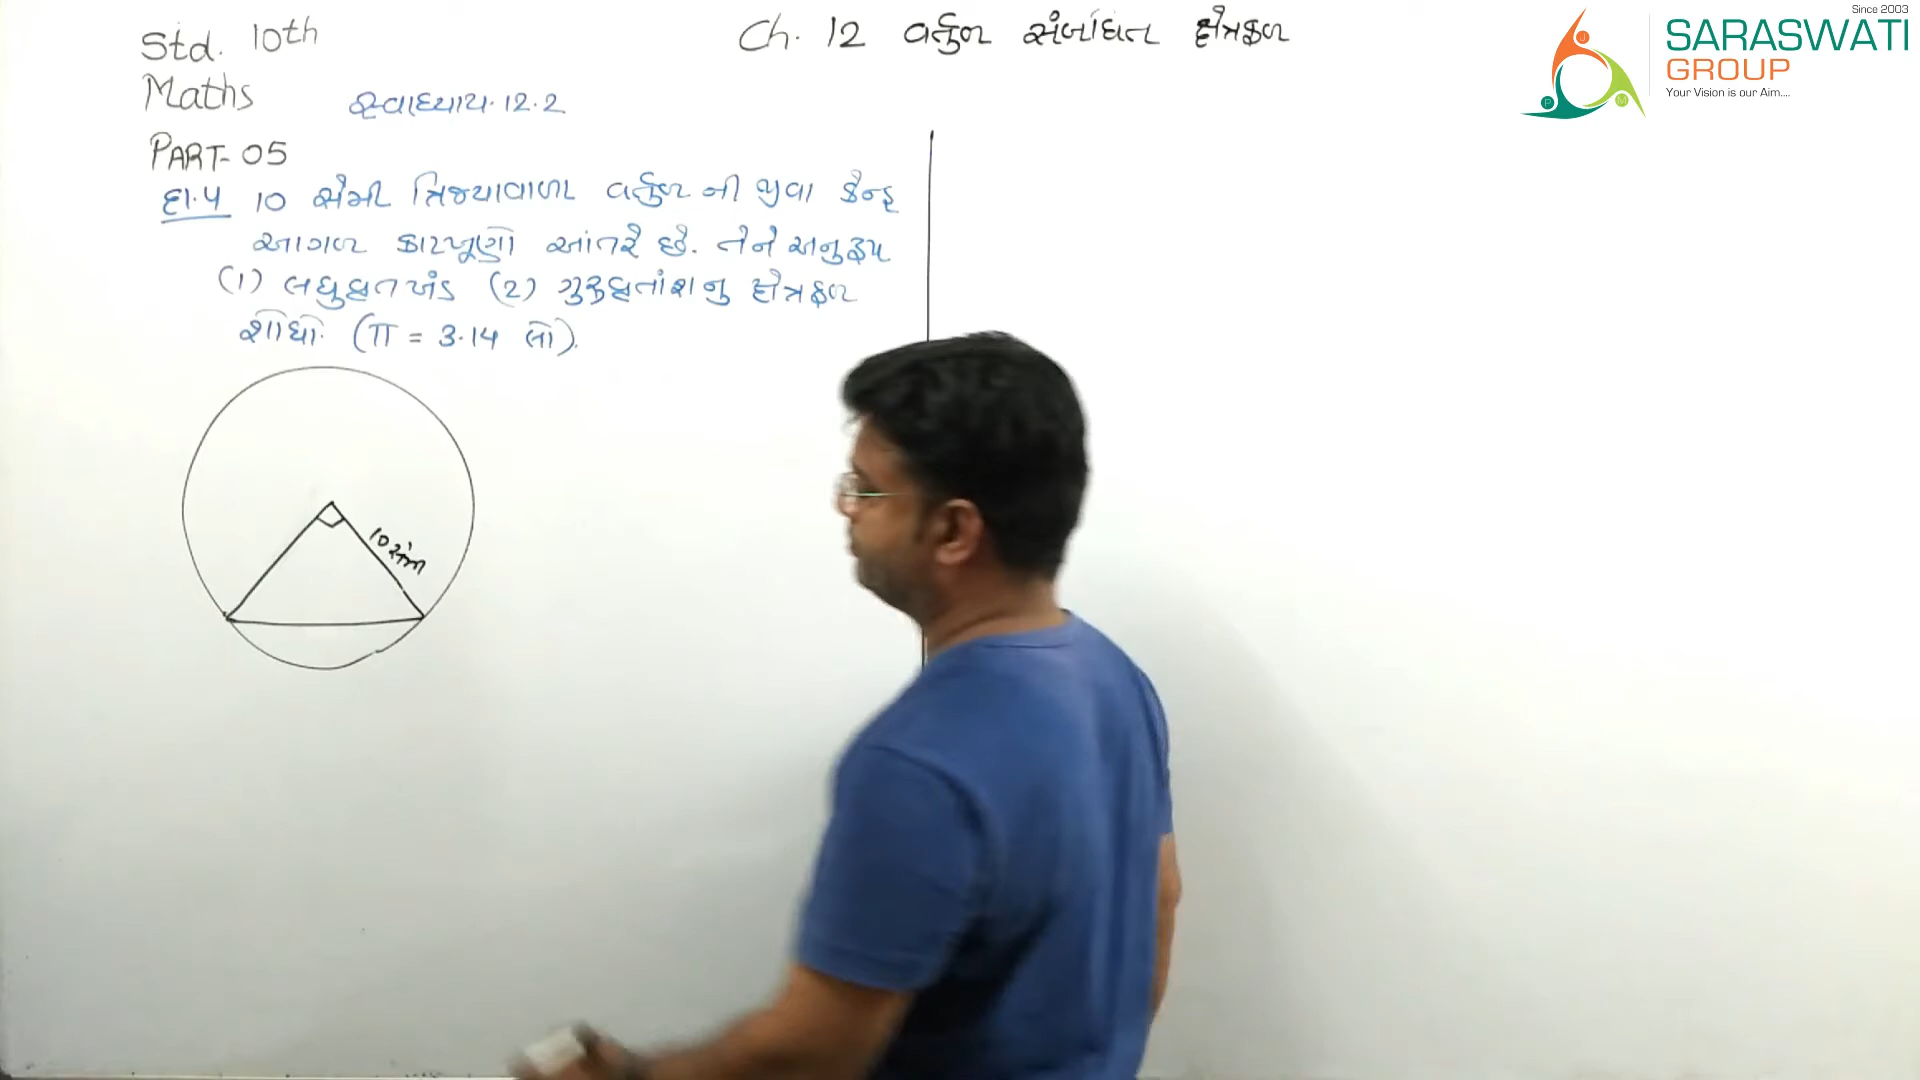 Std. 10th
Maths
PART-05
Ch. 12 વર્તુળ સંબંધિત ક્ષેત્રફળ
સ્વાધ્યાય.12.2
દા.૫ 10 સેમી ત્રિજ્યાવાળા વર્તુળ ની જીવા કેન્દ્ર
આગળ કાટખૂણો આંતરે છે. તેને અનુરૂપ
(1) લઘુવૃતખંડ (2) ગુરુવૃતાંશનુ ક્ષેત્રફળ
શોધો. (π = 3.14 લો).
10 સેમી
Since 2003
SARASWATI
GROUP
Your Vision is our Aim....
J
P
M